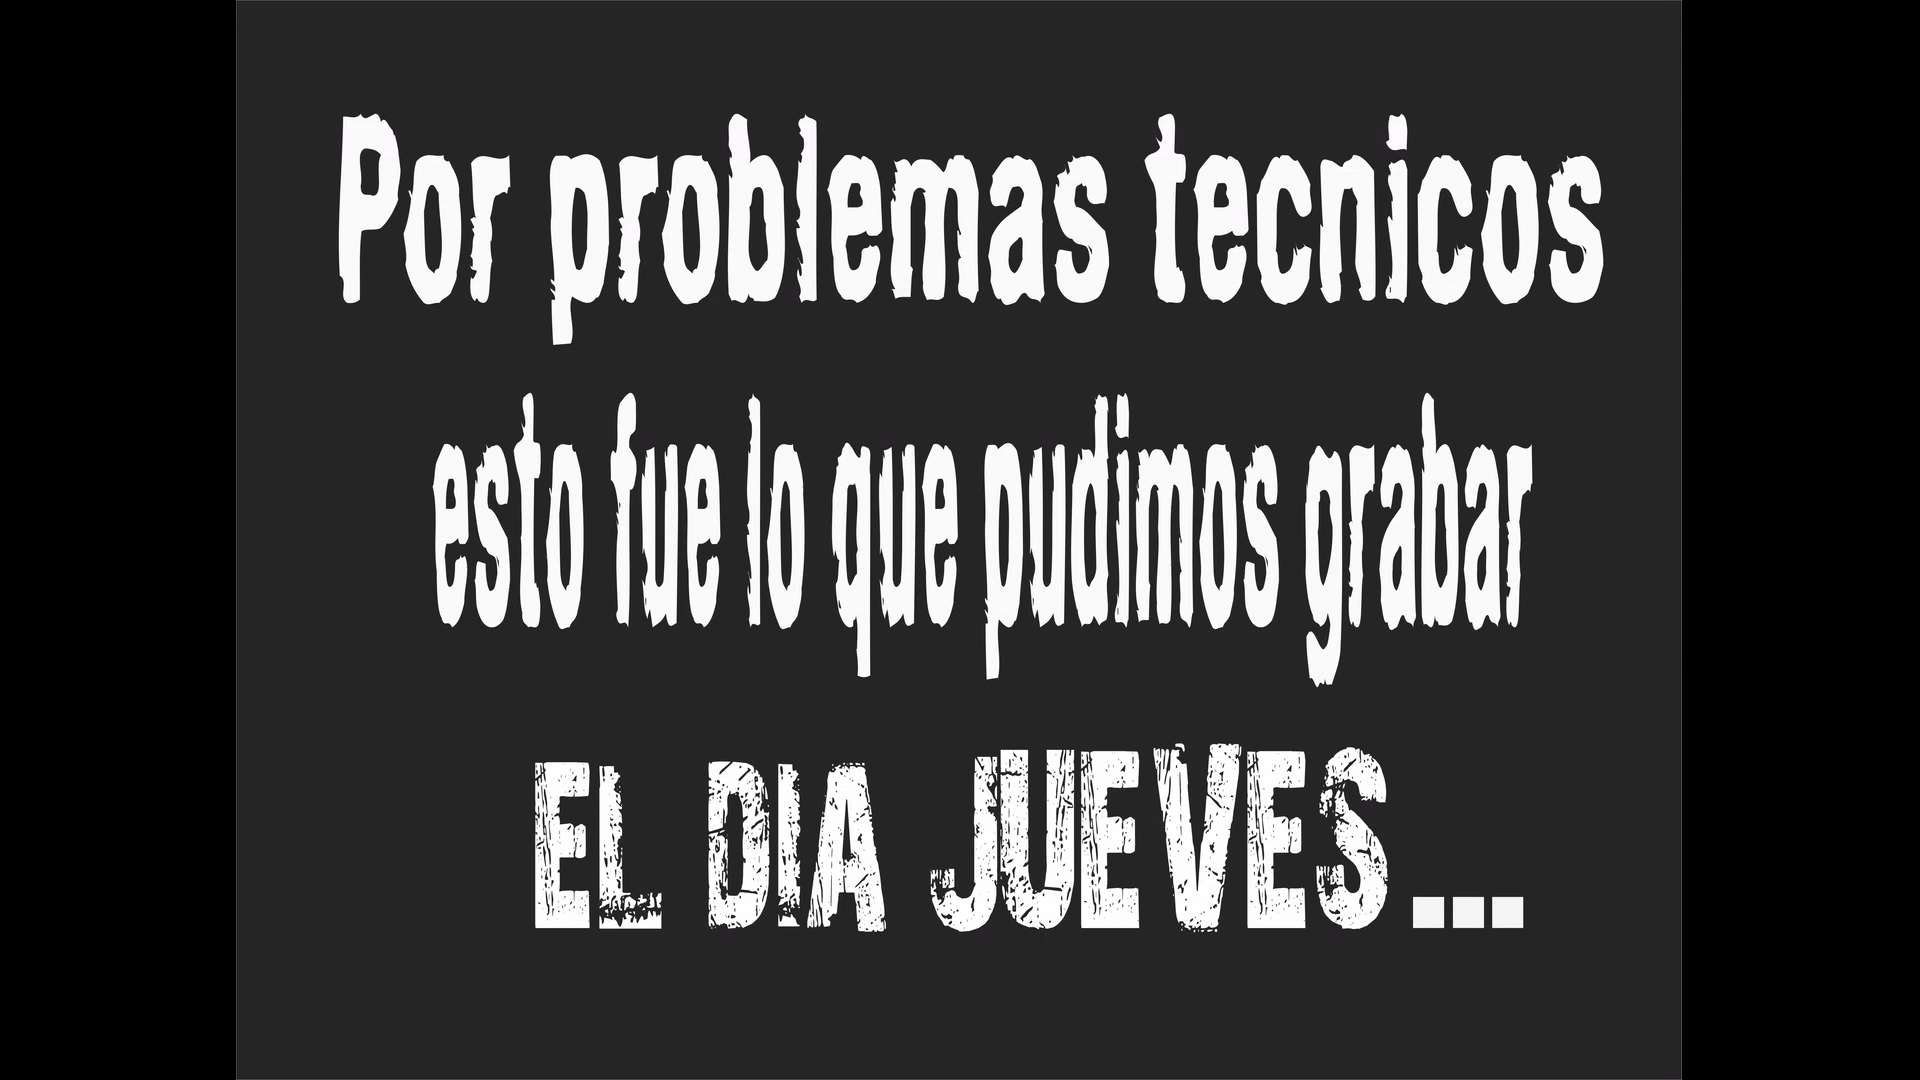 Por problemas tecnicos
esto fue lo que pudimos grabar
EL DIA JUEVES...